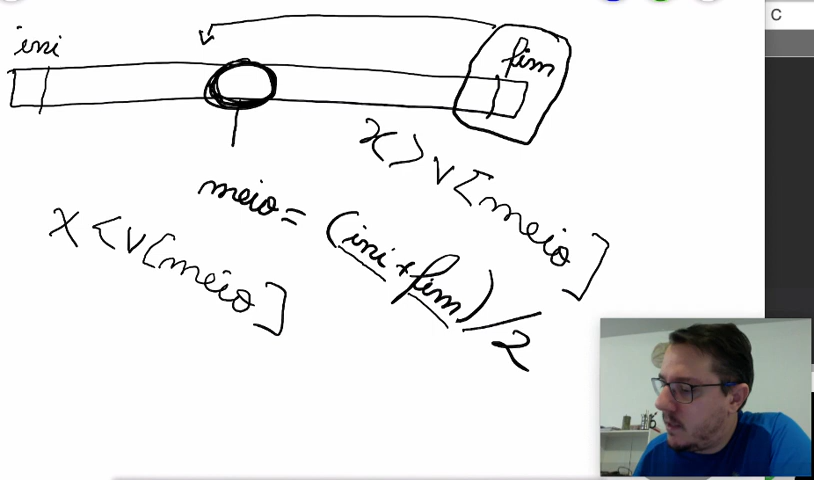 ini
fim
x > v[meio]
meio = (ini + fim)/2
x < v[meio]
C